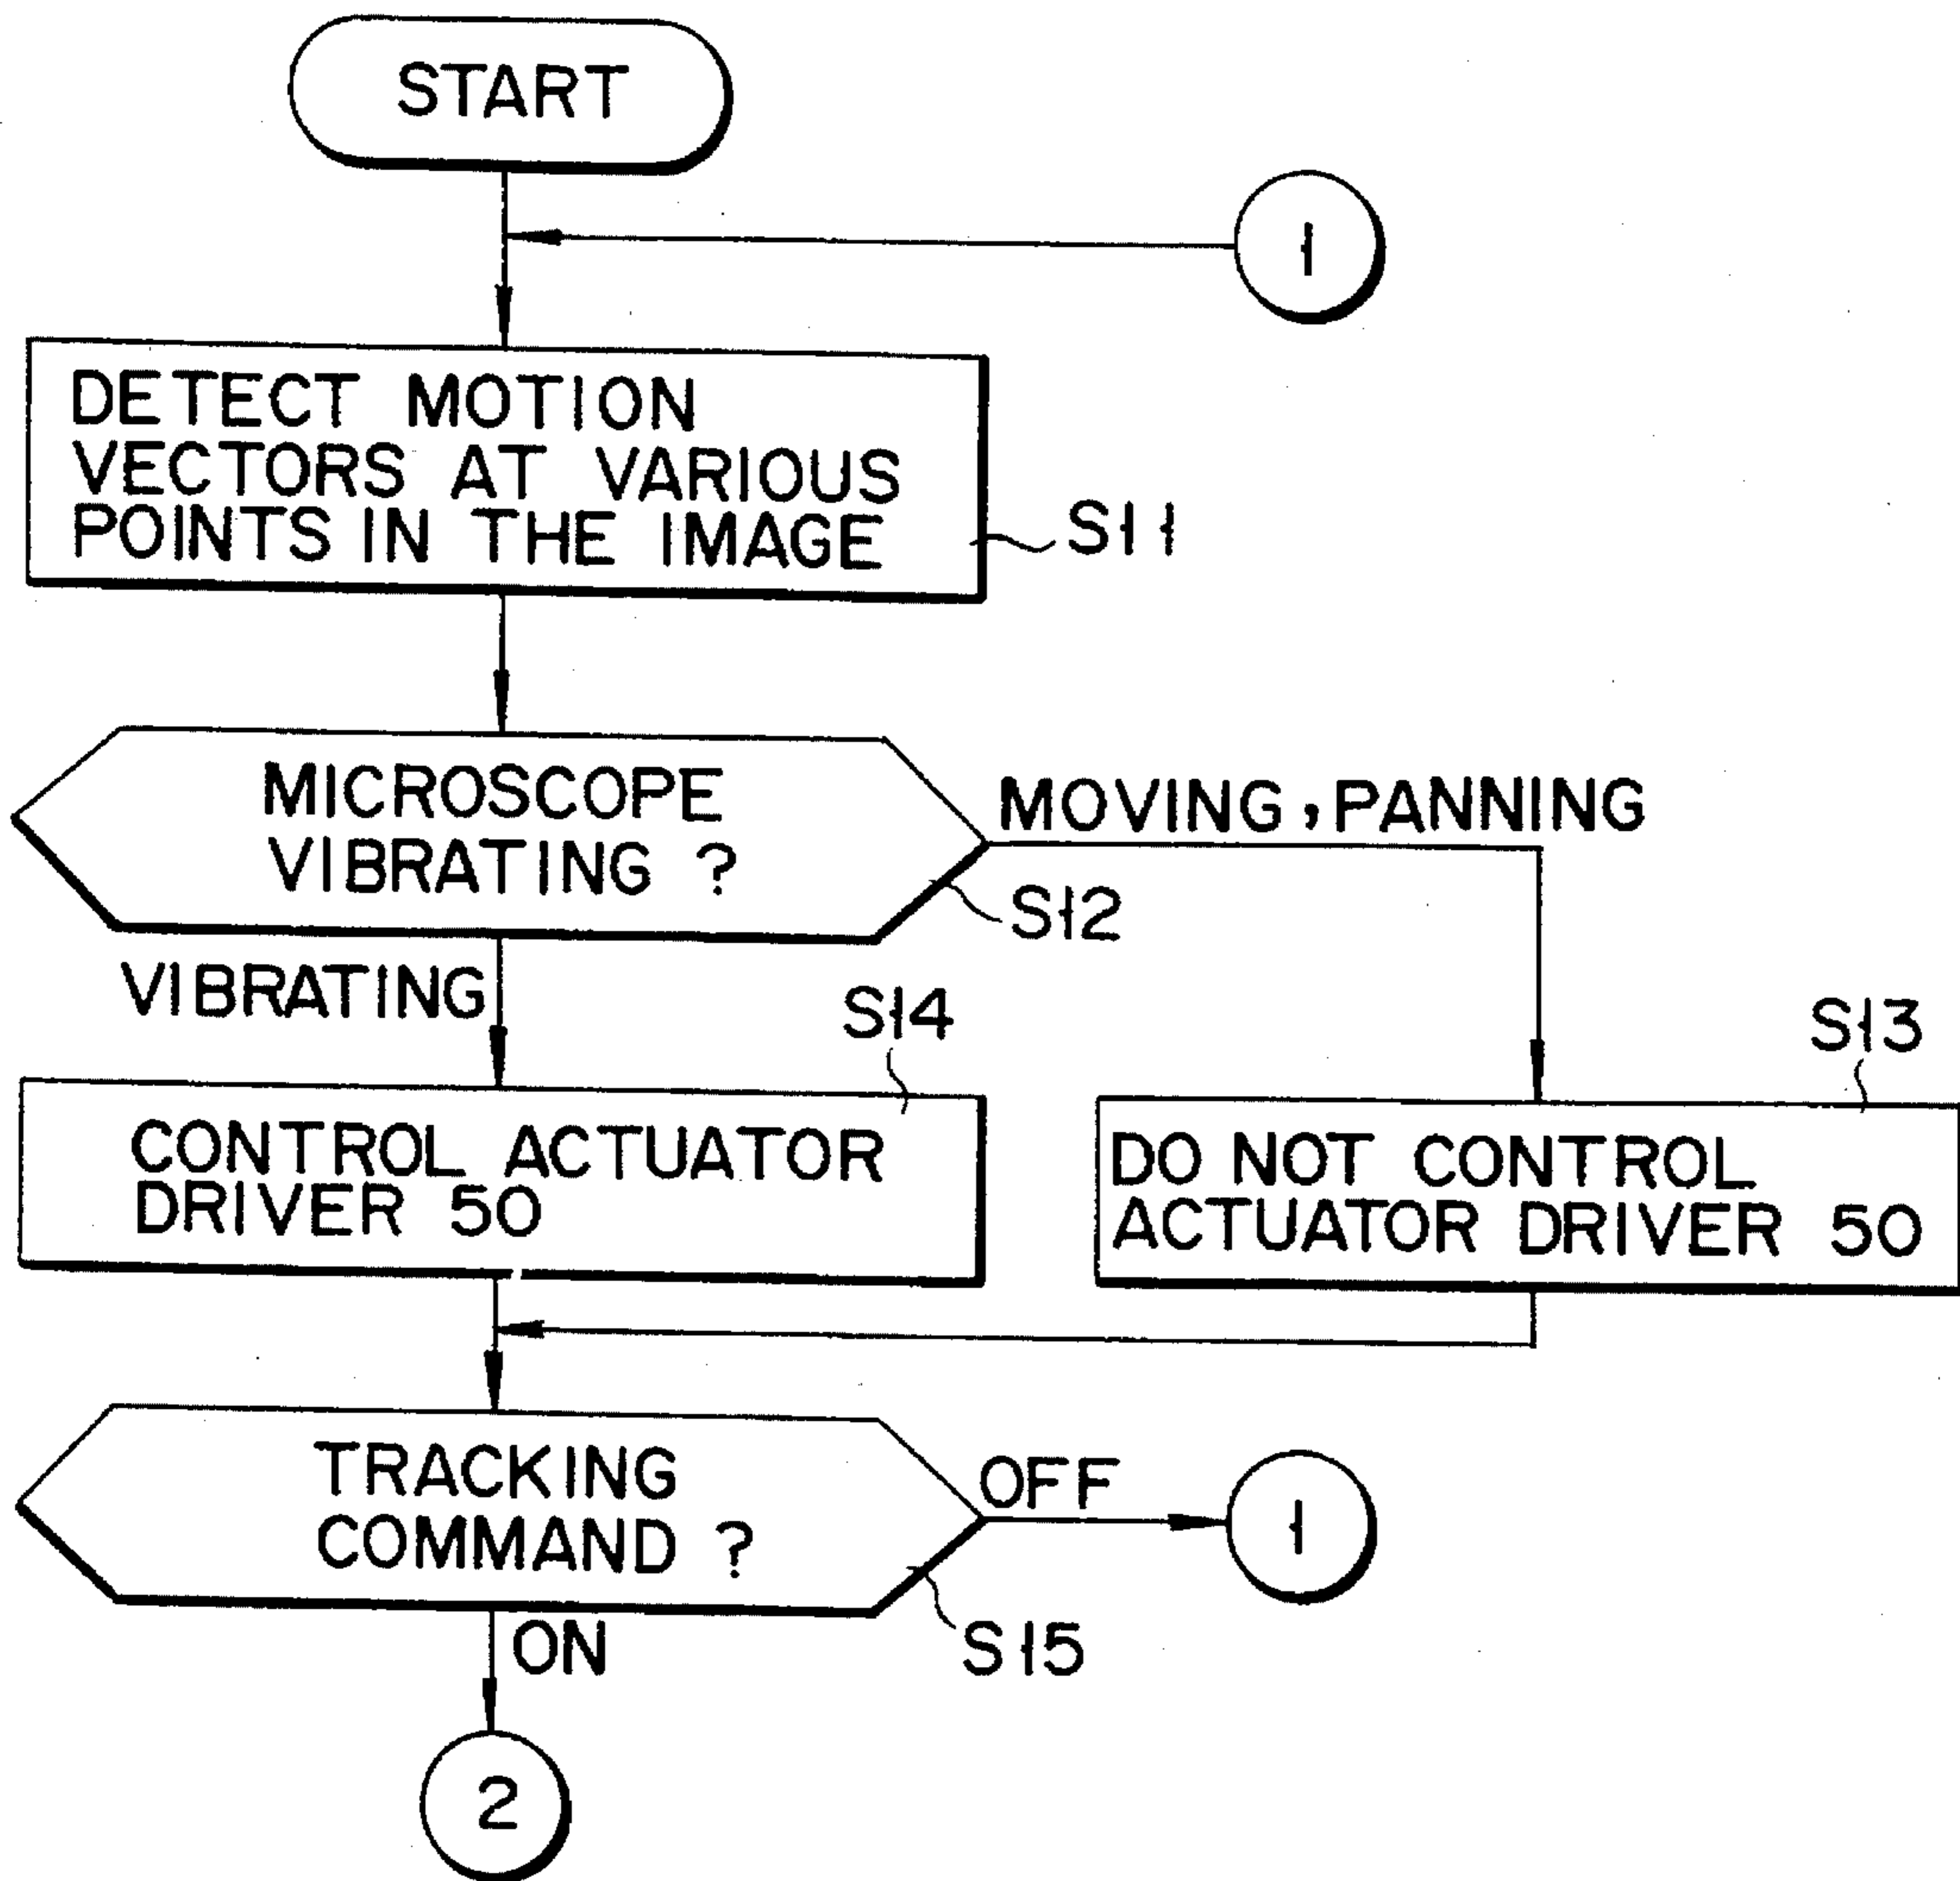 START
1
DETECT MOTION
VECTORS AT VARIOUS
POINTS IN THE IMAGE
S11
MICROSCOPE
VIBRATING ?
MOVING, PANNING
S12
VIBRATING
S14
S13
CONTROL ACTUATOR
DRIVER 50
DO NOT CONTROL
ACTUATOR DRIVER 50
TRACKING
COMMAND ?
OFF
1
S15
ON
2